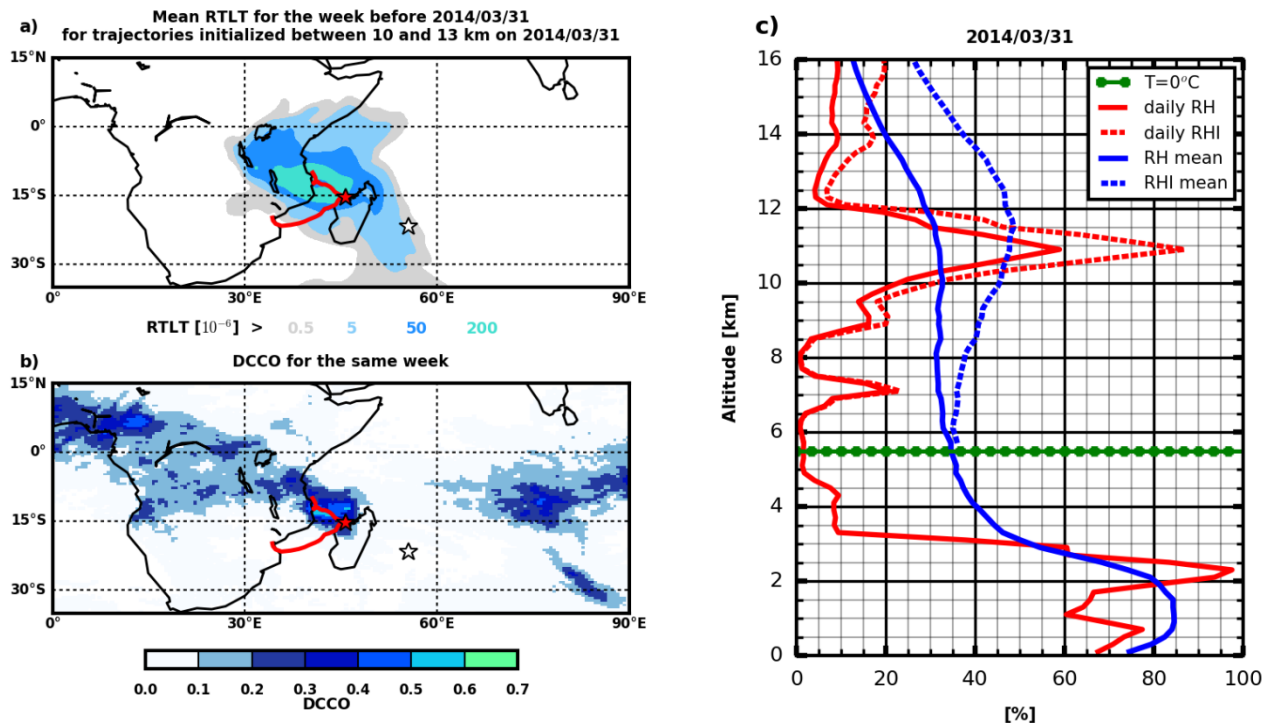 a)
Mean RTLT for the week before 2014/03/31
for trajectories initialized between 10 and 13 km on 2014/03/31
15°N
0°
15°S
30°S
0° 30°E 60°E 90°E
RTLT [10⁻⁶] > 0.5 5 50 200
b)
DCCO for the same week
15°N
0°
15°S
30°S
0° 30°E 60°E 90°E
0.0 0.1 0.2 0.3 0.4 0.5 0.6 0.7
DCCO
c)
2014/03/31
T=0°C
daily RH
daily RHI
RH mean
RHI mean
Altitude [km]
16
14
12
10
8
6
4
2
0
0 20 40 60 80 100
[%]